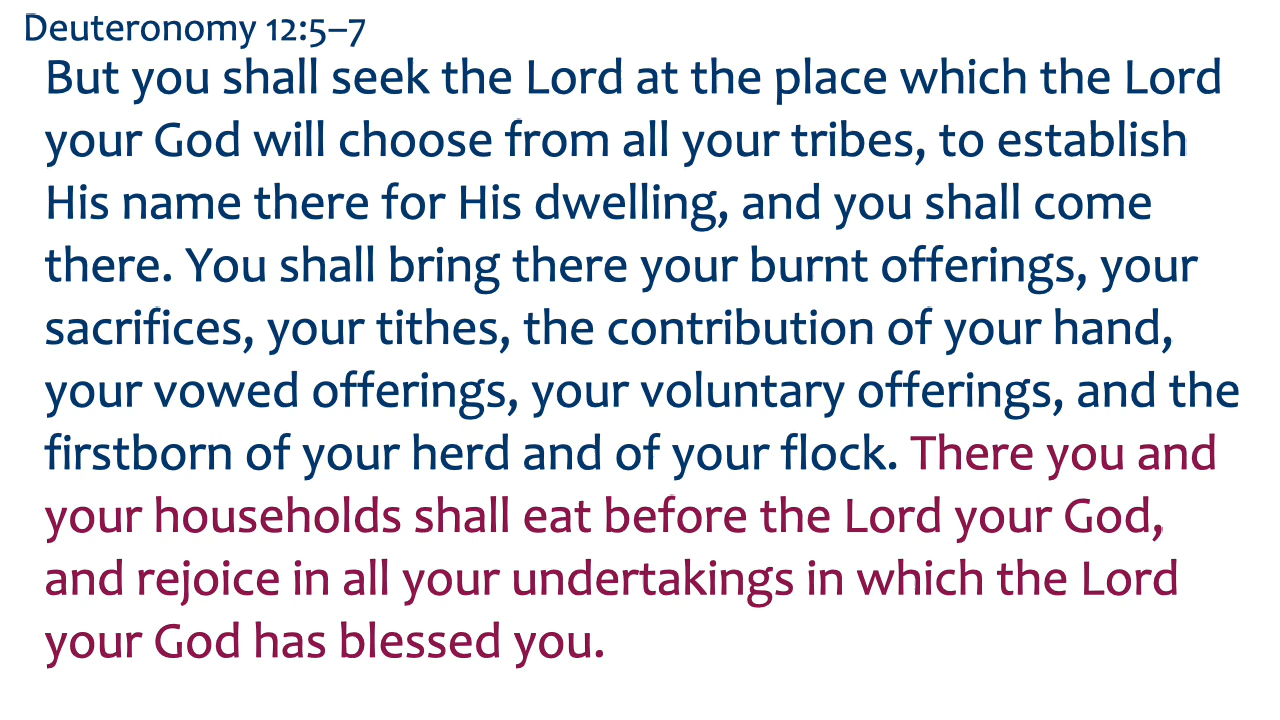 Deuteronomy 12:5–7
But you shall seek the Lord at the place which the Lord
your God will choose from all your tribes, to establish
His name there for His dwelling, and you shall come
there. You shall bring there your burnt offerings, your
sacrifices, your tithes, the contribution of your hand,
your vowed offerings, your voluntary offerings, and the
firstborn of your herd and of your flock. There you and
your households shall eat before the Lord your God,
and rejoice in all your undertakings in which the Lord
your God has blessed you.